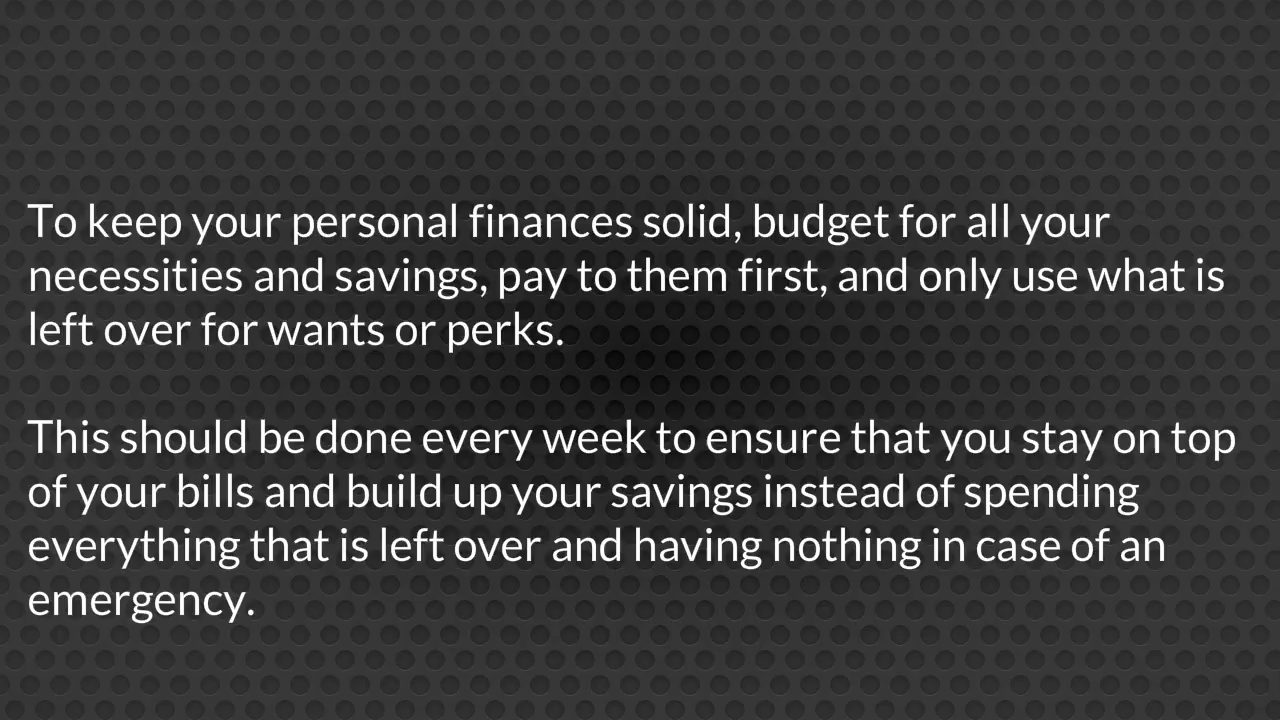 To keep your personal finances solid, budget for all your
necessities and savings, pay to them first, and only use what is
left over for wants or perks.
This should be done every week to ensure that you stay on top
of your bills and build up your savings instead of spending
everything that is left over and having nothing in case of an
emergency.